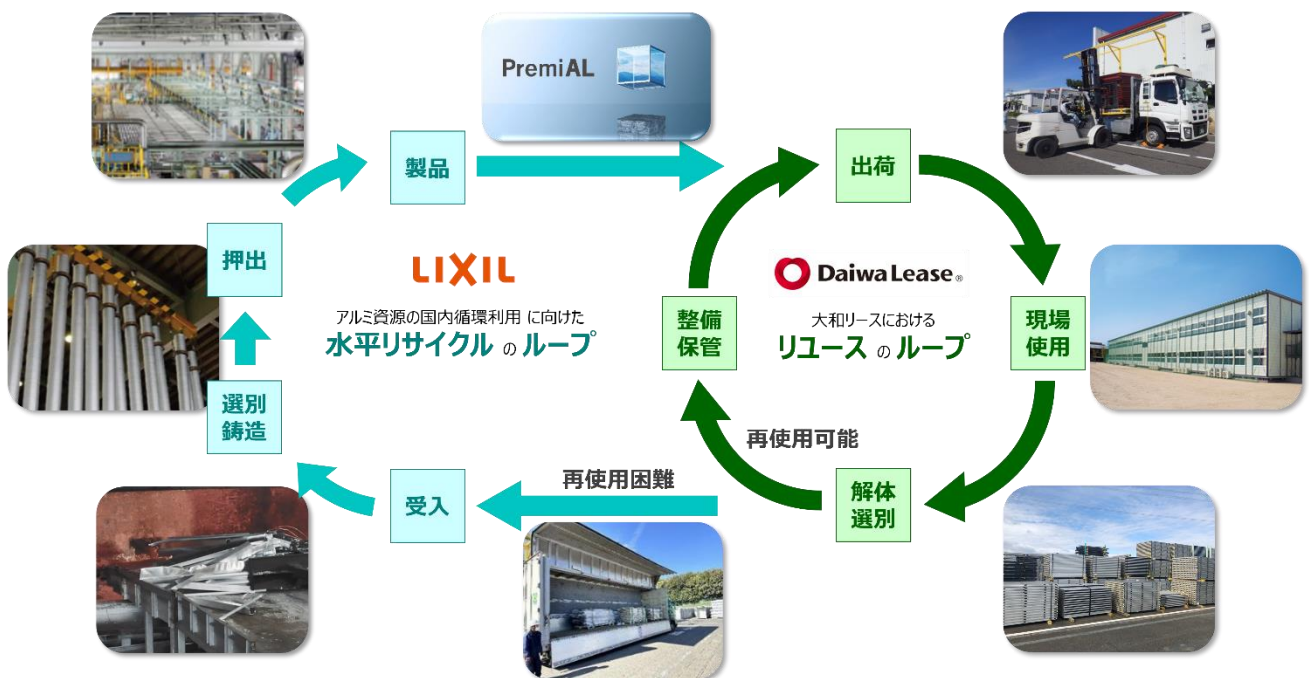 PremiAL
製品
出荷
押出
LIXIL
アルミ資源の国内循環利用 に向けた
水平リサイクル の ループ
整備
保管
Daiwa Lease®
大和リースにおける
リユース の ループ
現場
使用
選別
鋳造
再使用可能
再使用困難
受入
解体
選別